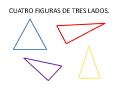 CUATRO FIGURAS DE TRES LADOS.